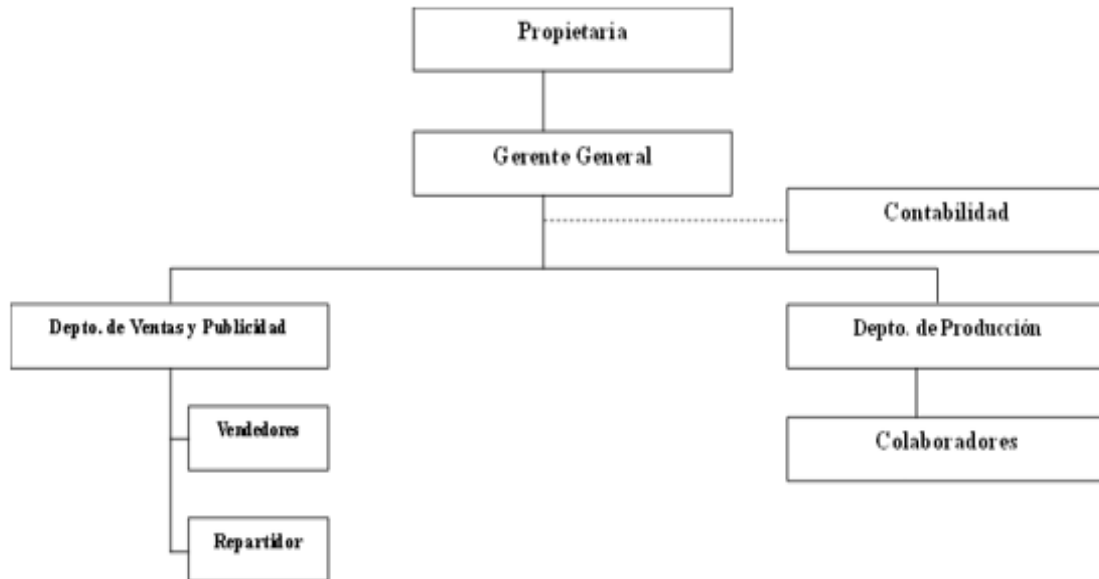 Propietaria
Gerente General
Contabilidad
Depto. de Ventas y Publicidad
Depto. de Producción
Vendedores
Colaboradores
Repartidor